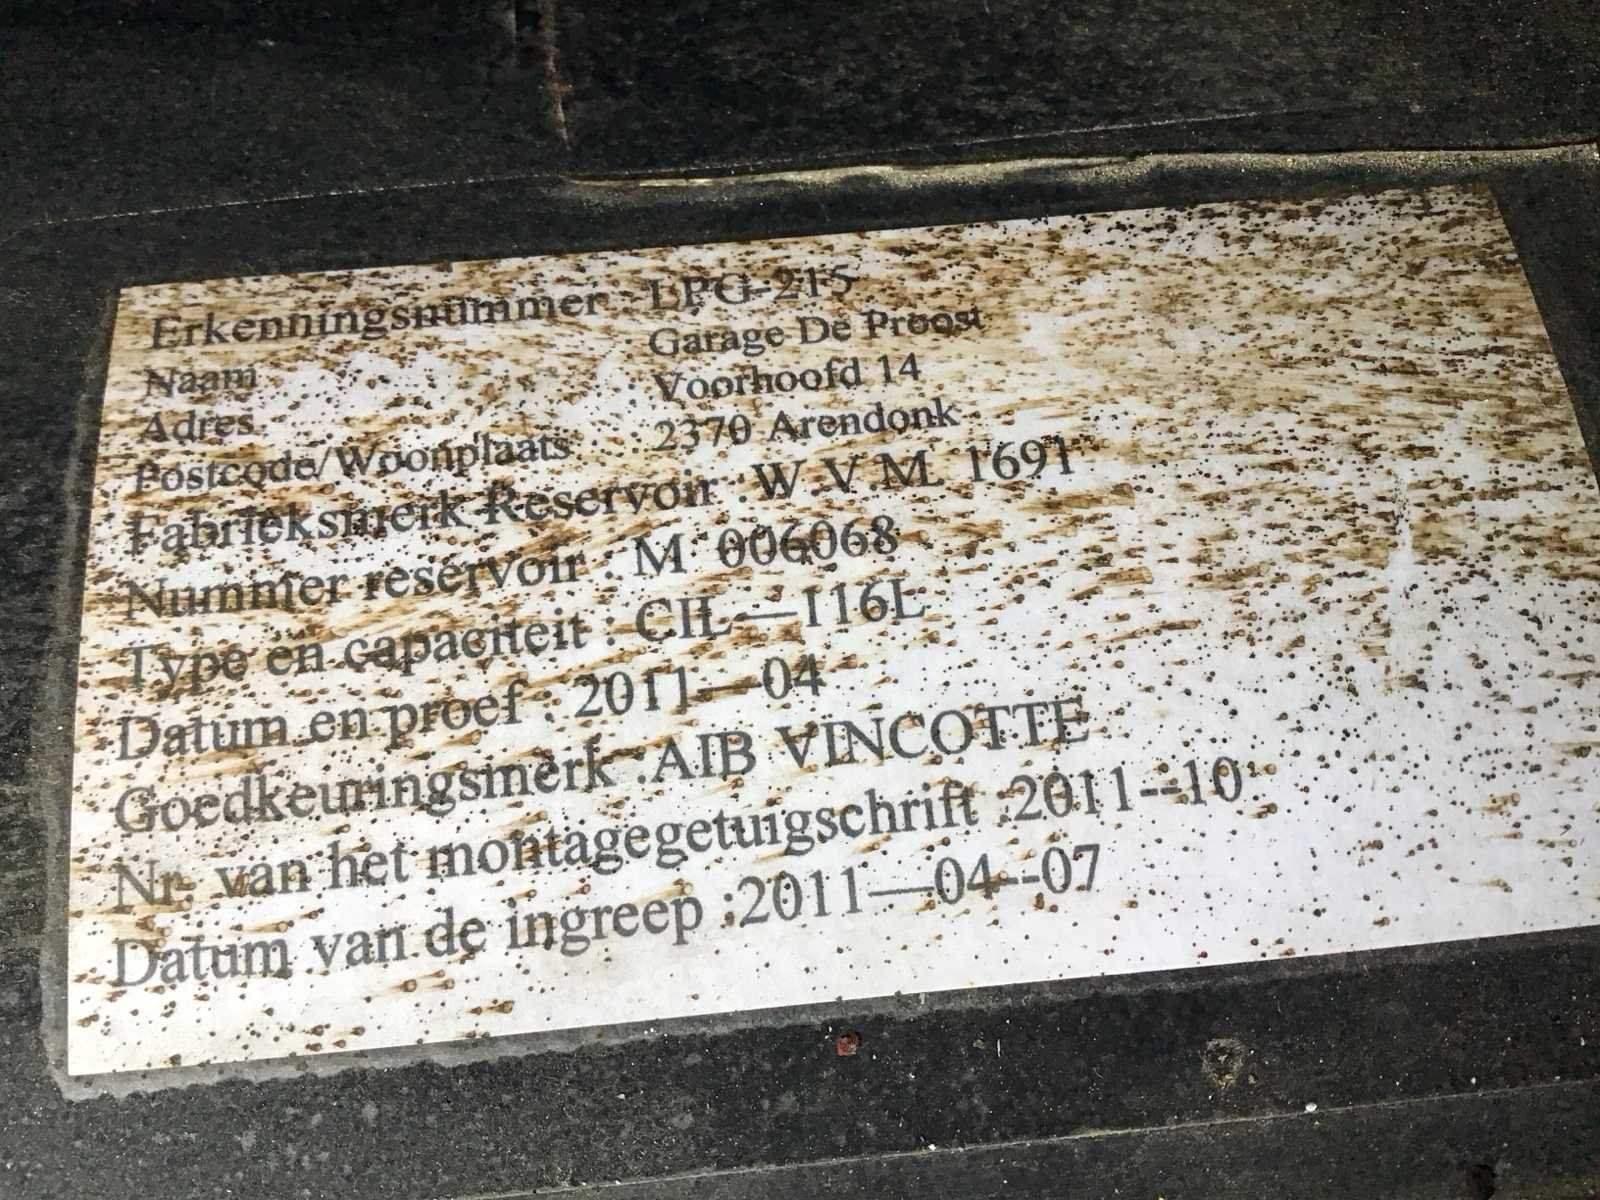 Erkenningsnummer : LPG-215
Naam : Garage De Proost
Adres : Voorhoofd 14
Postcode/Woonplaats : 2370 Arendonk
Fabrieksmerk Reservoir :W.V.M. 1691
Nummer reservoir : M 006068
Type en capaciteit : CIL—116L
Datum en proef : 2011—04
Goedkeuringsmerk :AIB VINCOTTE
Nr. van het montagegetuigschrift :2011--10
Datum van de ingreep :2011—04--07